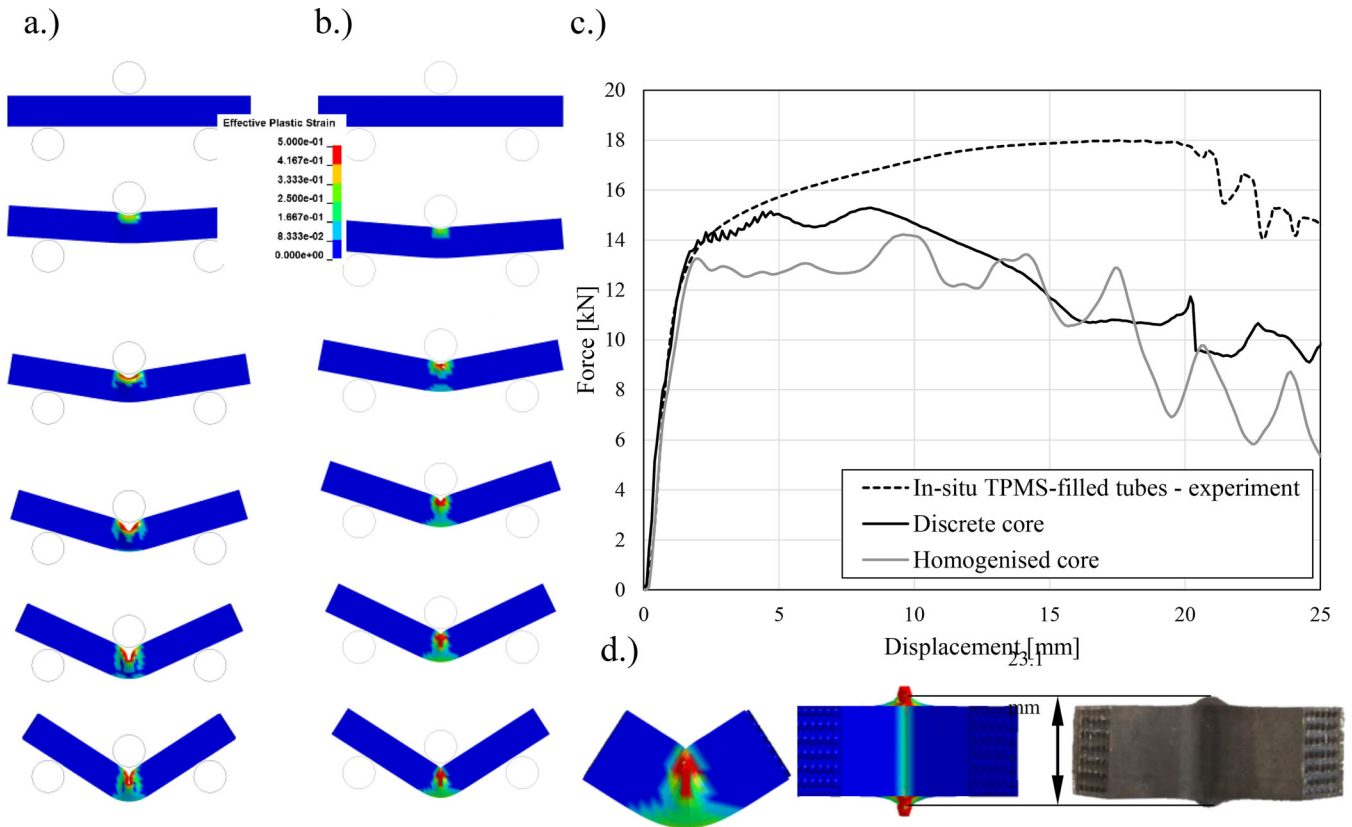 a.)
b.)
c.)
Effective Plastic Strain
5.000e-01
4.167e-01
3.333e-01
2.500e-01
1.667e-01
8.333e-02
0.000e+00
Force [kN]
20
18
16
14
12
10
8
6
4
2
0
In-situ TPMS-filled tubes - experiment
Discrete core
Homogenised core
0 5 10 15 20 25
Displacement [mm]
d.)
23.1
mm